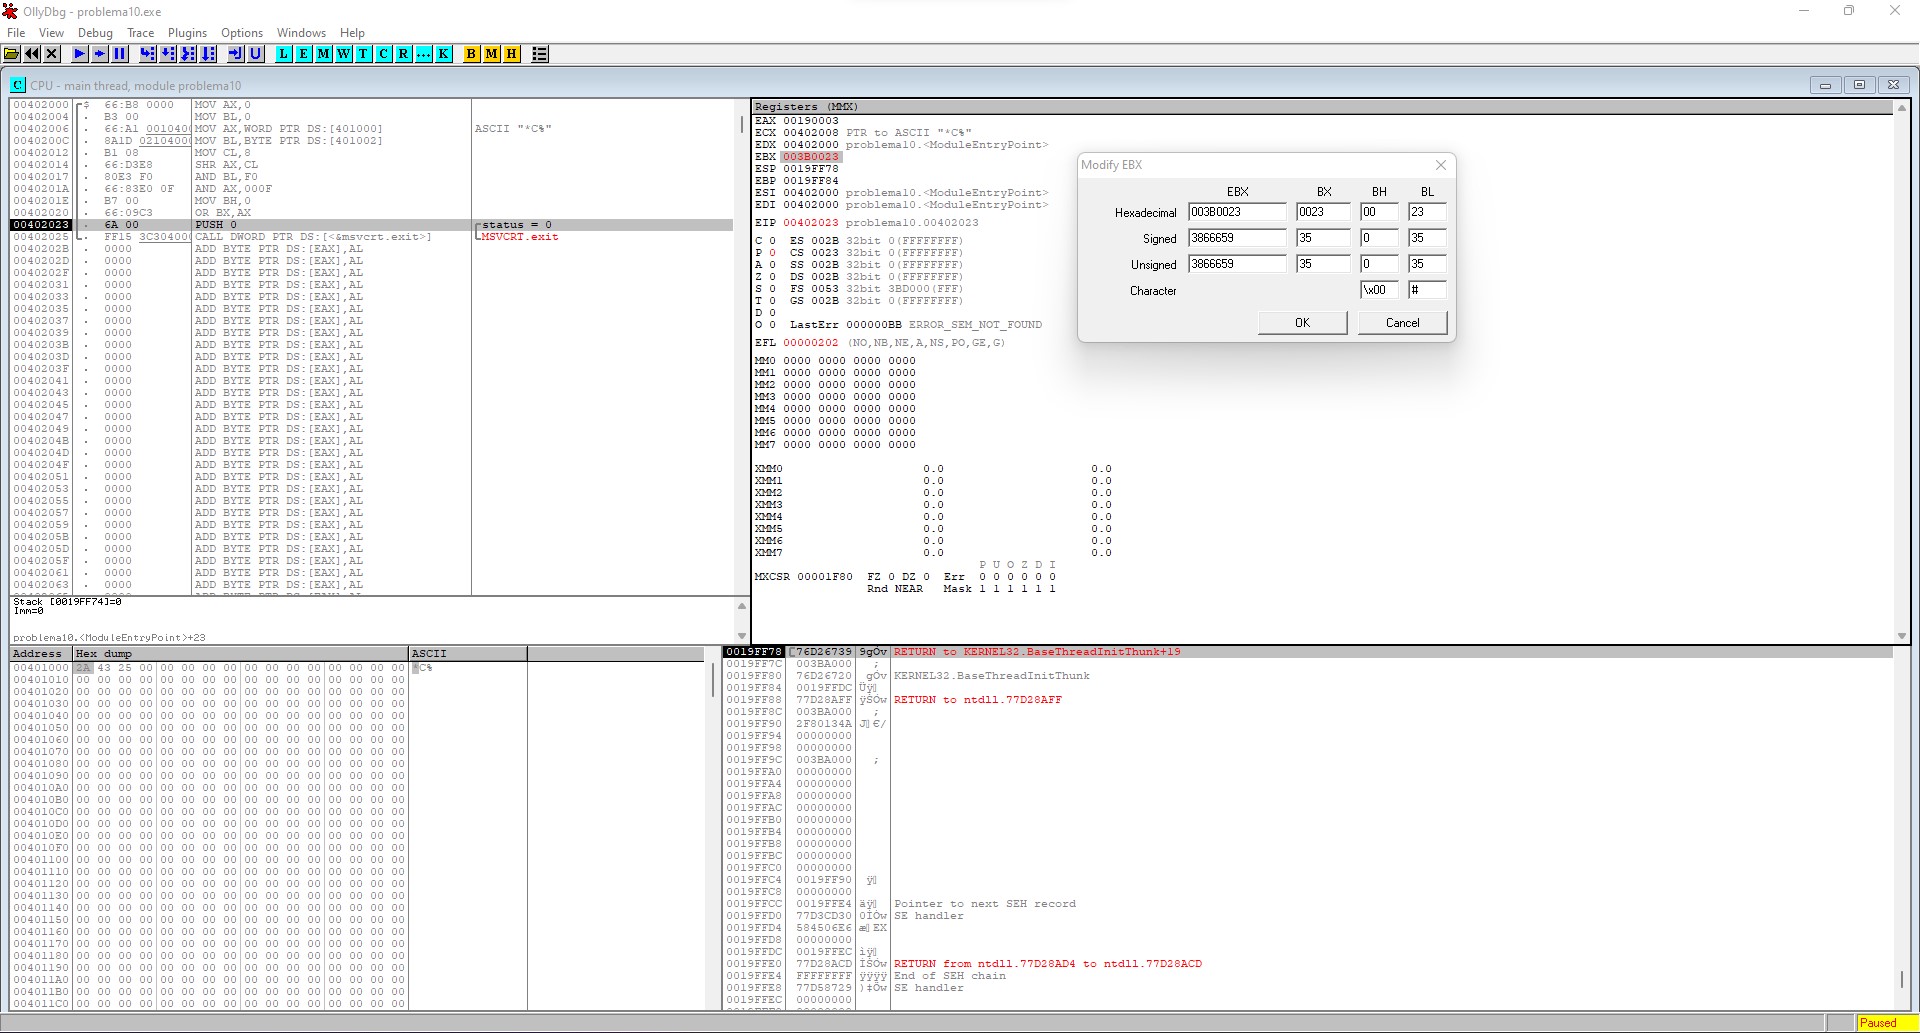 OllyDbg - problema10.exe
File View Debug Trace Plugins Options Windows Help
L E M W T C R ... K B M H
C CPU - main thread, module problema10
00402000 $ 66:B8 0000 MOV AX,0
00402004 . B3 00 MOV BL,0
00402006 . 66:A1 0010400 MOV AX,WORD PTR DS:[401000] ASCII "*C%"
0040200C . 8A1D 02104000 MOV BL,BYTE PTR DS:[401002]
00402012 . B1 08 MOV CL,8
00402014 . 66:D3E8 SHR AX,CL
00402017 . 80E3 F0 AND BL,F0
0040201A . 66:83E0 0F AND AX,000F
0040201E . B7 00 MOV BH,0
00402020 . 66:09C3 OR BX,AX
00402023 . 6A 00 PUSH 0 status = 0
00402025 . FF15 3C304000 CALL DWORD PTR DS:[<&msvcrt.exit>] MSVCRT.exit
0040202B . 0000 ADD BYTE PTR DS:[EAX],AL
0040202D . 0000 ADD BYTE PTR DS:[EAX],AL
0040202F . 0000 ADD BYTE PTR DS:[EAX],AL
00402031 . 0000 ADD BYTE PTR DS:[EAX],AL
00402033 . 0000 ADD BYTE PTR DS:[EAX],AL
00402035 . 0000 ADD BYTE PTR DS:[EAX],AL
00402037 . 0000 ADD BYTE PTR DS:[EAX],AL
00402039 . 0000 ADD BYTE PTR DS:[EAX],AL
0040203B . 0000 ADD BYTE PTR DS:[EAX],AL
0040203D . 0000 ADD BYTE PTR DS:[EAX],AL
0040203F . 0000 ADD BYTE PTR DS:[EAX],AL
00402041 . 0000 ADD BYTE PTR DS:[EAX],AL
00402043 . 0000 ADD BYTE PTR DS:[EAX],AL
00402045 . 0000 ADD BYTE PTR DS:[EAX],AL
00402047 . 0000 ADD BYTE PTR DS:[EAX],AL
00402049 . 0000 ADD BYTE PTR DS:[EAX],AL
0040204B . 0000 ADD BYTE PTR DS:[EAX],AL
0040204D . 0000 ADD BYTE PTR DS:[EAX],AL
0040204F . 0000 ADD BYTE PTR DS:[EAX],AL
00402051 . 0000 ADD BYTE PTR DS:[EAX],AL
00402053 . 0000 ADD BYTE PTR DS:[EAX],AL
00402055 . 0000 ADD BYTE PTR DS:[EAX],AL
00402057 . 0000 ADD BYTE PTR DS:[EAX],AL
00402059 . 0000 ADD BYTE PTR DS:[EAX],AL
0040205B . 0000 ADD BYTE PTR DS:[EAX],AL
0040205D . 0000 ADD BYTE PTR DS:[EAX],AL
0040205F . 0000 ADD BYTE PTR DS:[EAX],AL
00402061 . 0000 ADD BYTE PTR DS:[EAX],AL
00402063 . 0000 ADD BYTE PTR DS:[EAX],AL
Stack [0019FF74]=0
Imm=0
problema10.<ModuleEntryPoint>+23
Registers (MMX)
EAX 00190003
ECX 00402008 PTR to ASCII "*C%"
EDX 00402000 problema10.<ModuleEntryPoint>
EBX 003B0023
ESP 0019FF78
EBP 0019FF84
ESI 00402000 problema10.<ModuleEntryPoint>
EDI 00402000 problema10.<ModuleEntryPoint>
EIP 00402023 problema10.00402023
C 0 ES 002B 32bit 0(FFFFFFFF)
P 0 CS 0023 32bit 0(FFFFFFFF)
A 0 SS 002B 32bit 0(FFFFFFFF)
Z 0 DS 002B 32bit 0(FFFFFFFF)
S 0 FS 0053 32bit 3BD000(FFF)
T 0 GS 002B 32bit 0(FFFFFFFF)
D 0
O 0 LastErr 000000BB ERROR_SEM_NOT_FOUND
EFL 00000202 (NO,NB,NE,A,NS,PO,GE,G)
MM0 0000 0000 0000 0000
MM1 0000 0000 0000 0000
MM2 0000 0000 0000 0000
MM3 0000 0000 0000 0000
MM4 0000 0000 0000 0000
MM5 0000 0000 0000 0000
MM6 0000 0000 0000 0000
MM7 0000 0000 0000 0000
XMM0 0.0 0.0
XMM1 0.0 0.0
XMM2 0.0 0.0
XMM3 0.0 0.0
XMM4 0.0 0.0
XMM5 0.0 0.0
XMM6 0.0 0.0
XMM7 0.0 0.0
P U O Z D I
MXCSR 00001F80 FZ 0 DZ 0 Err 0 0 0 0 0 0
Rnd NEAR Mask 1 1 1 1 1 1
Modify EBX
EBX BX BH BL
Hexadecimal 003B0023 0023 00 23
Signed 3866659 35 0 35
Unsigned 3866659 35 0 35
Character \x00 #
OK Cancel
Address Hex dump ASCII
00401000 2A 43 25 00 00 00 00 00 00 00 00 00 00 00 00 00 *C%
00401010 00 00 00 00 00 00 00 00 00 00 00 00 00 00 00 00
00401020 00 00 00 00 00 00 00 00 00 00 00 00 00 00 00 00
00401030 00 00 00 00 00 00 00 00 00 00 00 00 00 00 00 00
00401040 00 00 00 00 00 00 00 00 00 00 00 00 00 00 00 00
00401050 00 00 00 00 00 00 00 00 00 00 00 00 00 00 00 00
00401060 00 00 00 00 00 00 00 00 00 00 00 00 00 00 00 00
00401070 00 00 00 00 00 00 00 00 00 00 00 00 00 00 00 00
00401080 00 00 00 00 00 00 00 00 00 00 00 00 00 00 00 00
00401090 00 00 00 00 00 00 00 00 00 00 00 00 00 00 00 00
004010A0 00 00 00 00 00 00 00 00 00 00 00 00 00 00 00 00
004010B0 00 00 00 00 00 00 00 00 00 00 00 00 00 00 00 00
004010C0 00 00 00 00 00 00 00 00 00 00 00 00 00 00 00 00
004010D0 00 00 00 00 00 00 00 00 00 00 00 00 00 00 00 00
004010E0 00 00 00 00 00 00 00 00 00 00 00 00 00 00 00 00
004010F0 00 00 00 00 00 00 00 00 00 00 00 00 00 00 00 00
00401100 00 00 00 00 00 00 00 00 00 00 00 00 00 00 00 00
00401110 00 00 00 00 00 00 00 00 00 00 00 00 00 00 00 00
00401120 00 00 00 00 00 00 00 00 00 00 00 00 00 00 00 00
00401130 00 00 00 00 00 00 00 00 00 00 00 00 00 00 00 00
00401140 00 00 00 00 00 00 00 00 00 00 00 00 00 00 00 00
00401150 00 00 00 00 00 00 00 00 00 00 00 00 00 00 00 00
00401160 00 00 00 00 00 00 00 00 00 00 00 00 00 00 00 00
00401170 00 00 00 00 00 00 00 00 00 00 00 00 00 00 00 00
00401180 00 00 00 00 00 00 00 00 00 00 00 00 00 00 00 00
00401190 00 00 00 00 00 00 00 00 00 00 00 00 00 00 00 00
004011A0 00 00 00 00 00 00 00 00 00 00 00 00 00 00 00 00
004011B0 00 00 00 00 00 00 00 00 00 00 00 00 00 00 00 00
004011C0 00 00 00 00 00 00 00 00 00 00 00 00 00 00 00 00
0019FF78 76D26739 9gÒv RETURN to KERNEL32.BaseThreadInitThunk+19
0019FF7C 003BA000 ;
0019FF80 76D26720 gÒv KERNEL32.BaseThreadInitThunk
0019FF84 0019FFDC Üÿ
0019FF88 77D28AFF ÿŠÒw RETURN to ntdll.77D28AFF
0019FF8C 003BA000 ;
0019FF90 2F80134A J€/
0019FF94 00000000
0019FF98 00000000
0019FF9C 003BA000 ;
0019FFA0 00000000
0019FFA4 00000000
0019FFA8 00000000
0019FFAC 00000000
0019FFB0 00000000
0019FFB4 00000000
0019FFB8 00000000
0019FFBC 00000000
0019FFC0 00000000
0019FFC4 0019FF90 ÿ
0019FFC8 00000000
0019FFCC 0019FFE4 äÿ Pointer to next SEH record
0019FFD0 77D3CD30 0ÍÓw SE handler
0019FFD4 584506E6 æEX
0019FFD8 00000000
0019FFDC 0019FFEC ìÿ
0019FFE0 77D28ACD ÍŠÒw RETURN from ntdll.77D28AD4 to ntdll.77D28ACD
0019FFE4 FFFFFFFF ÿÿÿÿ End of SEH chain
0019FFE8 77D58729 )‡Õw SE handler
0019FFEC 00000000
Paused